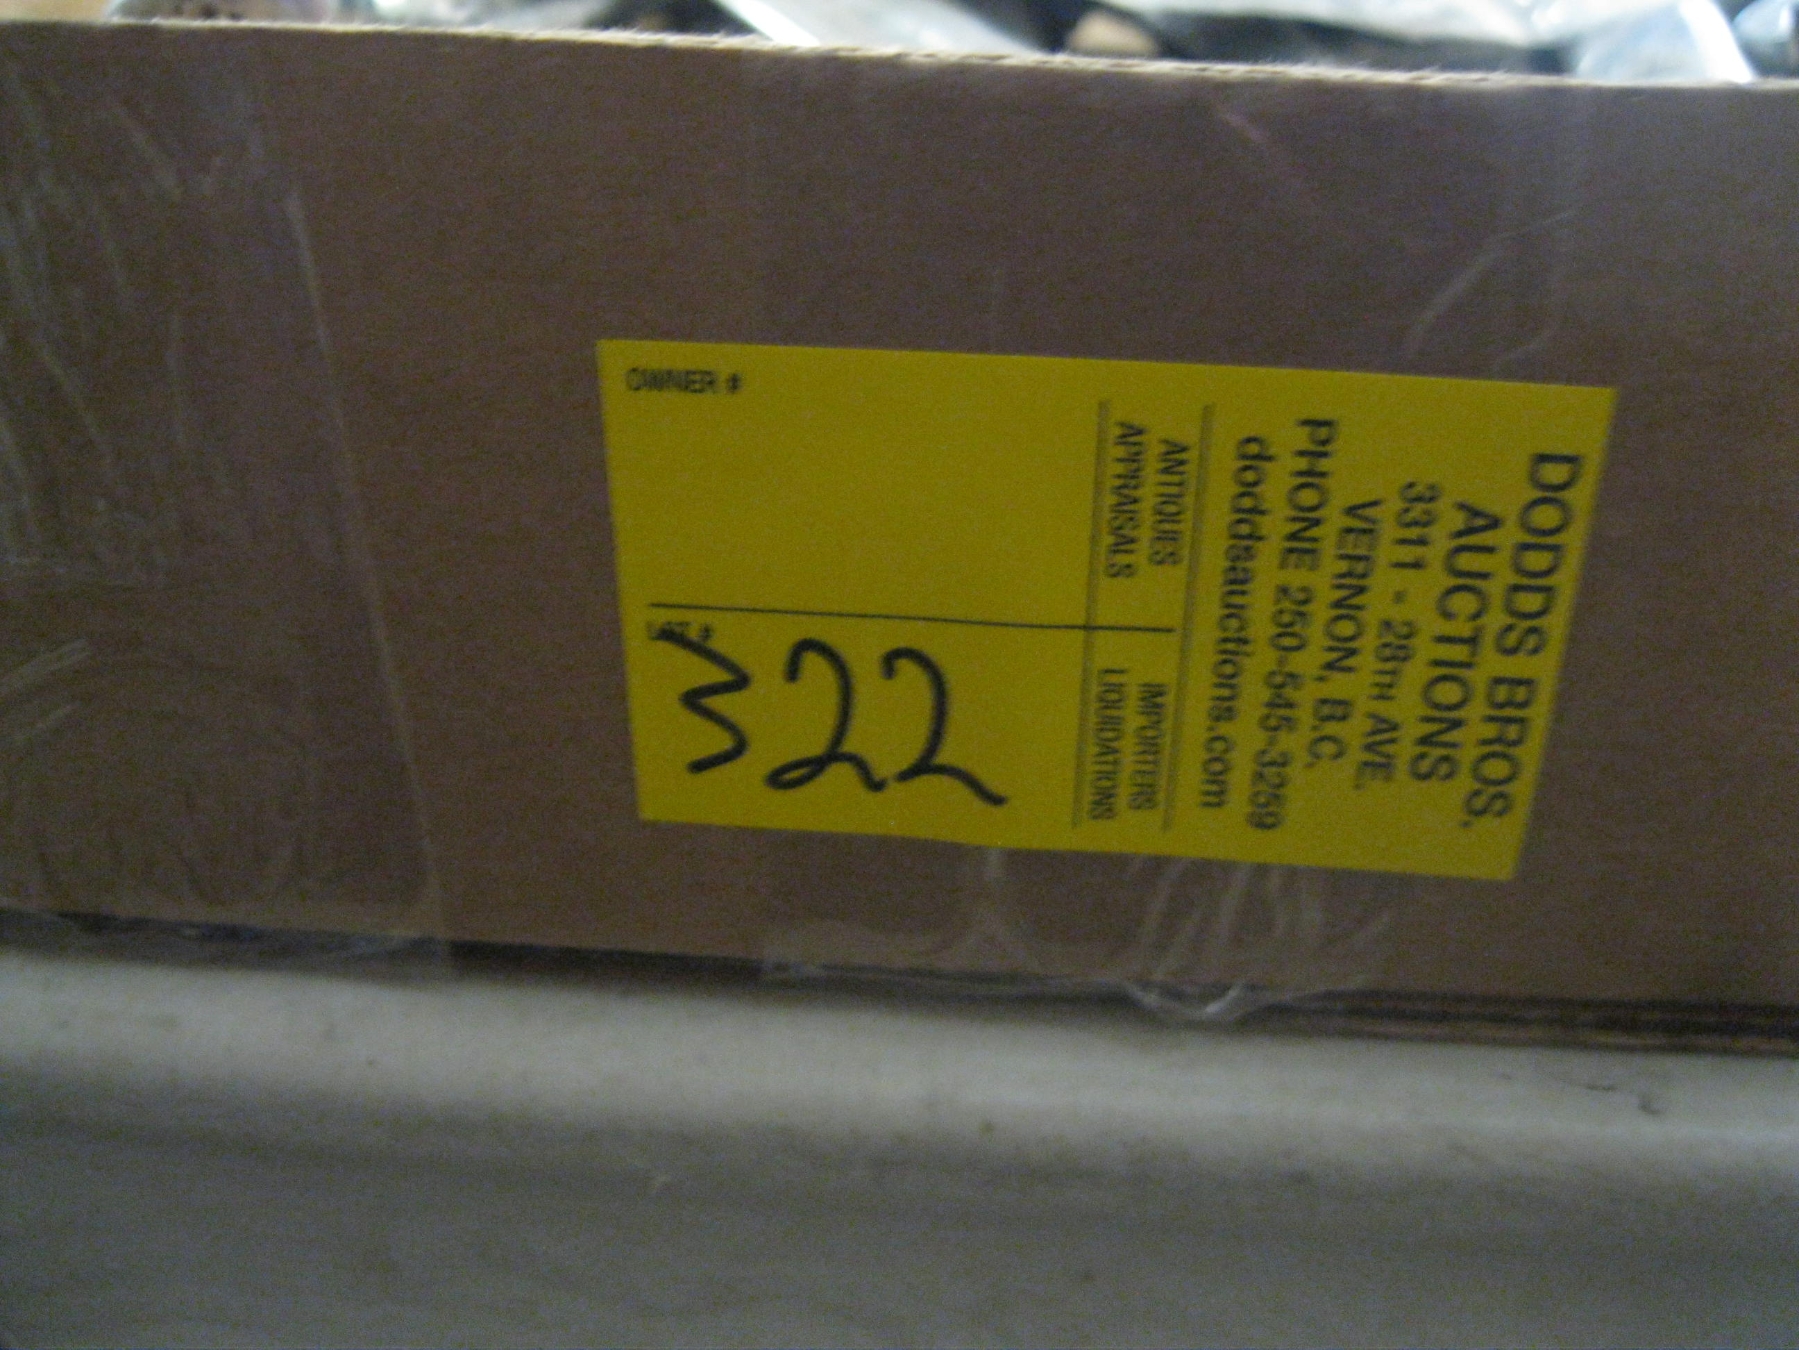 DODDS BROS.
AUCTIONS
3311 - 28TH AVE.
VERNON, B.C.
PHONE 250-545-3259
doddsauctions.com
ANTIQUES IMPORTERS
APPRAISALS LIQUIDATIONS
OWNER #
LOT #
322